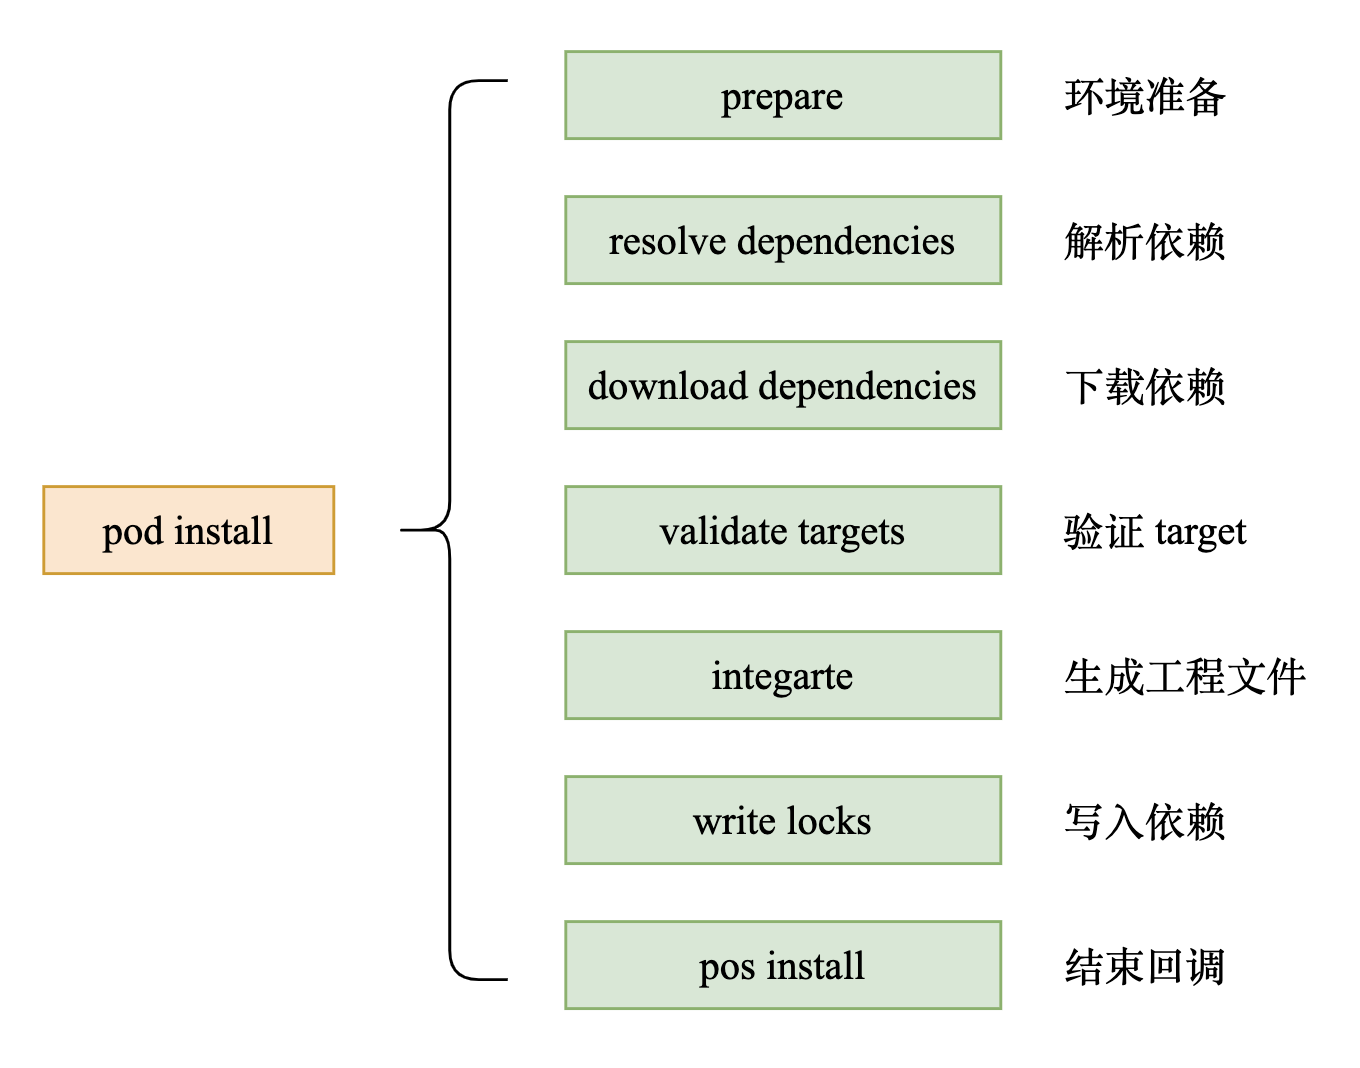 prepare 环境准备
resolve dependencies 解析依赖
download dependencies 下载依赖
pod install
validate targets 验证 target
integarte 生成工程文件
write locks 写入依赖
pos install 结束回调